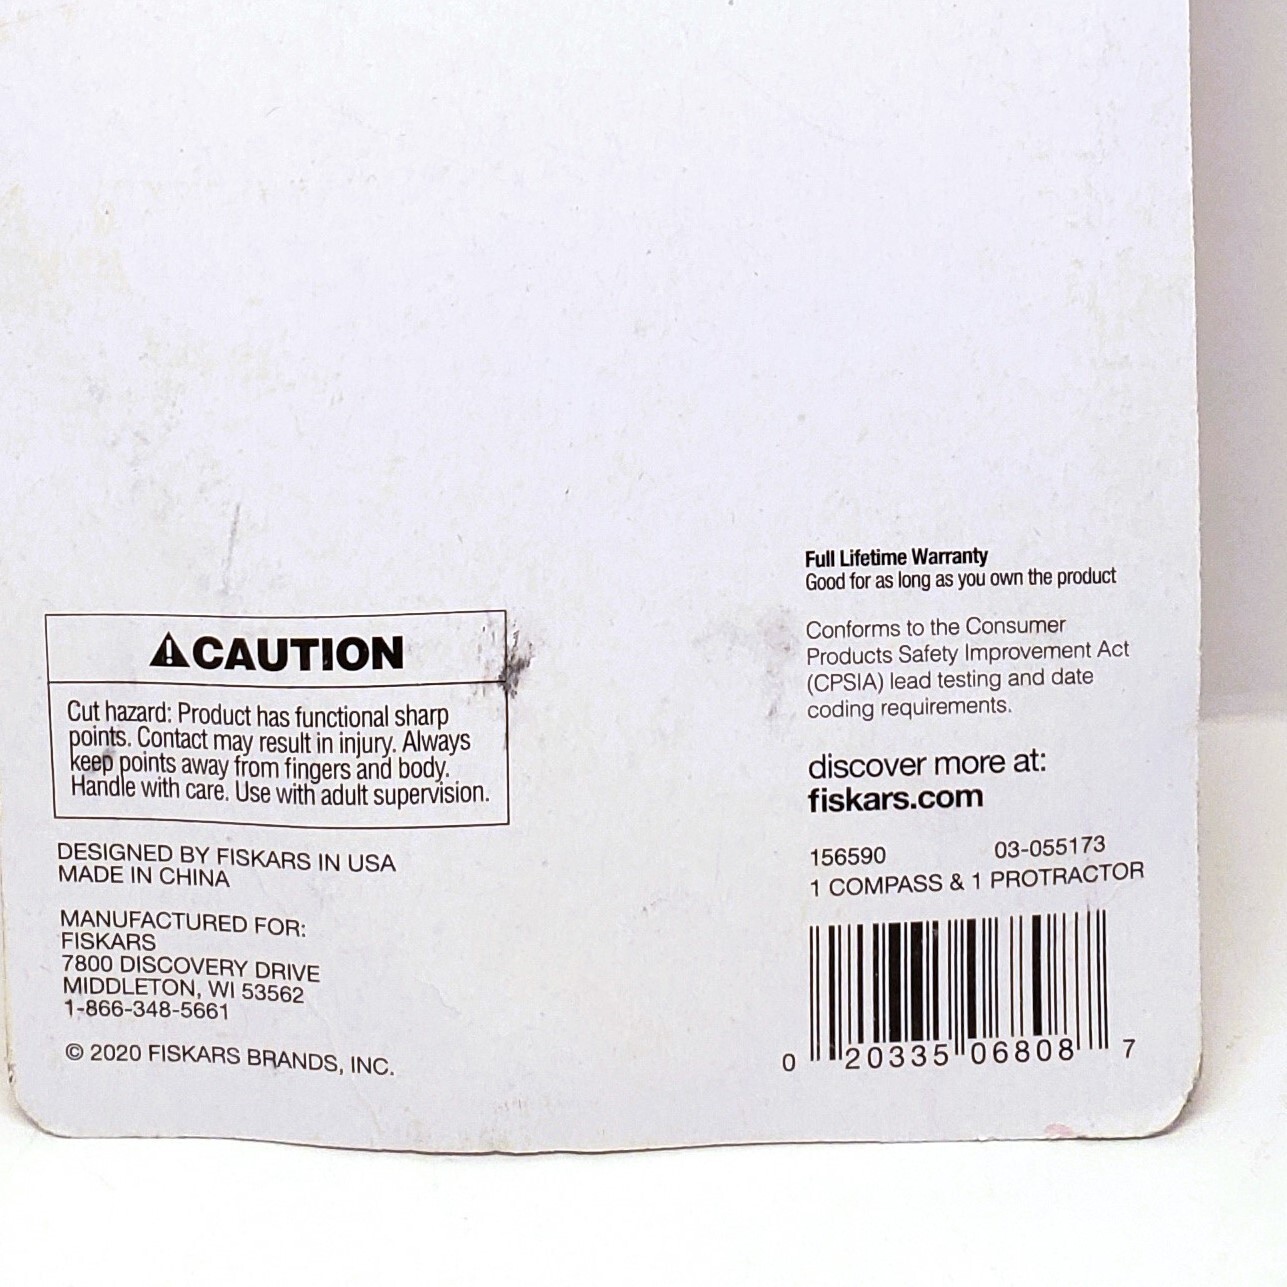 CAUTION
Cut hazard: Product has functional sharp
points. Contact may result in injury. Always
keep points away from fingers and body.
Handle with care. Use with adult supervision.
DESIGNED BY FISKARS IN USA
MADE IN CHINA
MANUFACTURED FOR:
FISKARS
7800 DISCOVERY DRIVE
MIDDLETON, WI 53562
1-866-348-5661
© 2020 FISKARS BRANDS, INC.
Full Lifetime Warranty
Good for as long as you own the product
Conforms to the Consumer
Products Safety Improvement Act
(CPSIA) lead testing and date
coding requirements.
discover more at:
fiskars.com
156590 03-055173
1 COMPASS & 1 PROTRACTOR
0 20335 06808 7